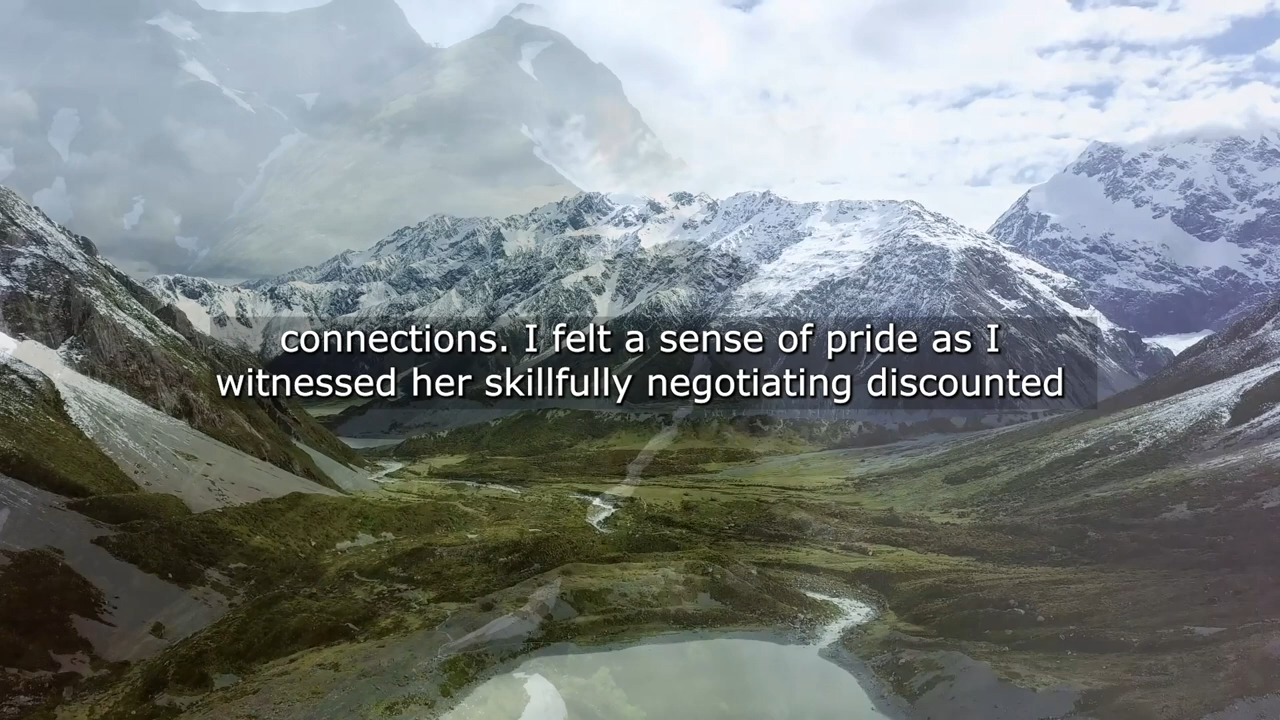 connections. I felt a sense of pride as I
witnessed her skillfully negotiating discounted